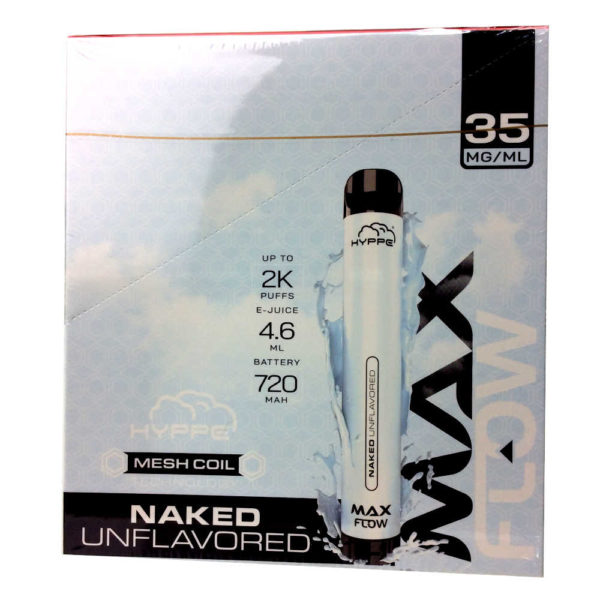 35
MG/ML
HYPPE
UP TO
2K
PUFFS
E-JUICE
4.6
ML
BATTERY
720
MAH
NAKED UNFLAVORED
MAX
FLOW
MAX
FLOW
HYPPE
MESH COIL
TECHNOLOGY
NAKED
UNFLAVORED